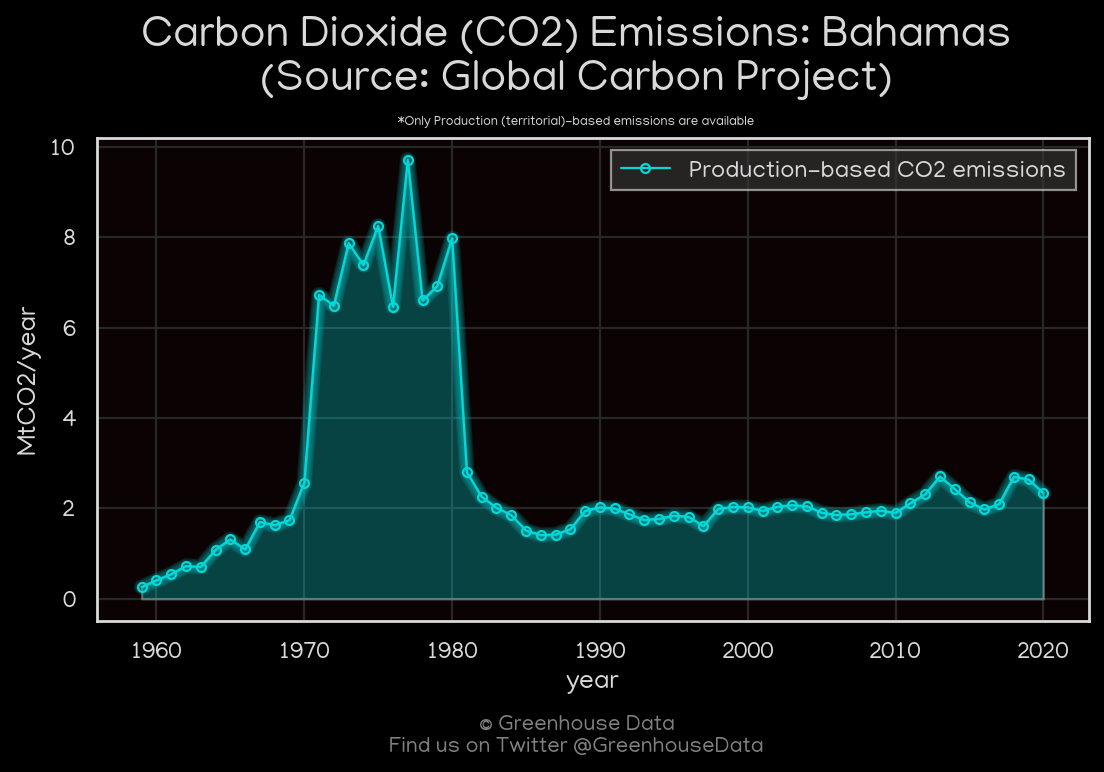 Carbon Dioxide (CO2) Emissions: Bahamas
(Source: Global Carbon Project)
*Only Production (territorial)-based emissions are available
Production-based CO2 emissions
10
8
6
4
2
0
MtCO2/year
1960 1970 1980 1990 2000 2010 2020
year
© Greenhouse Data
Find us on Twitter @GreenhouseData